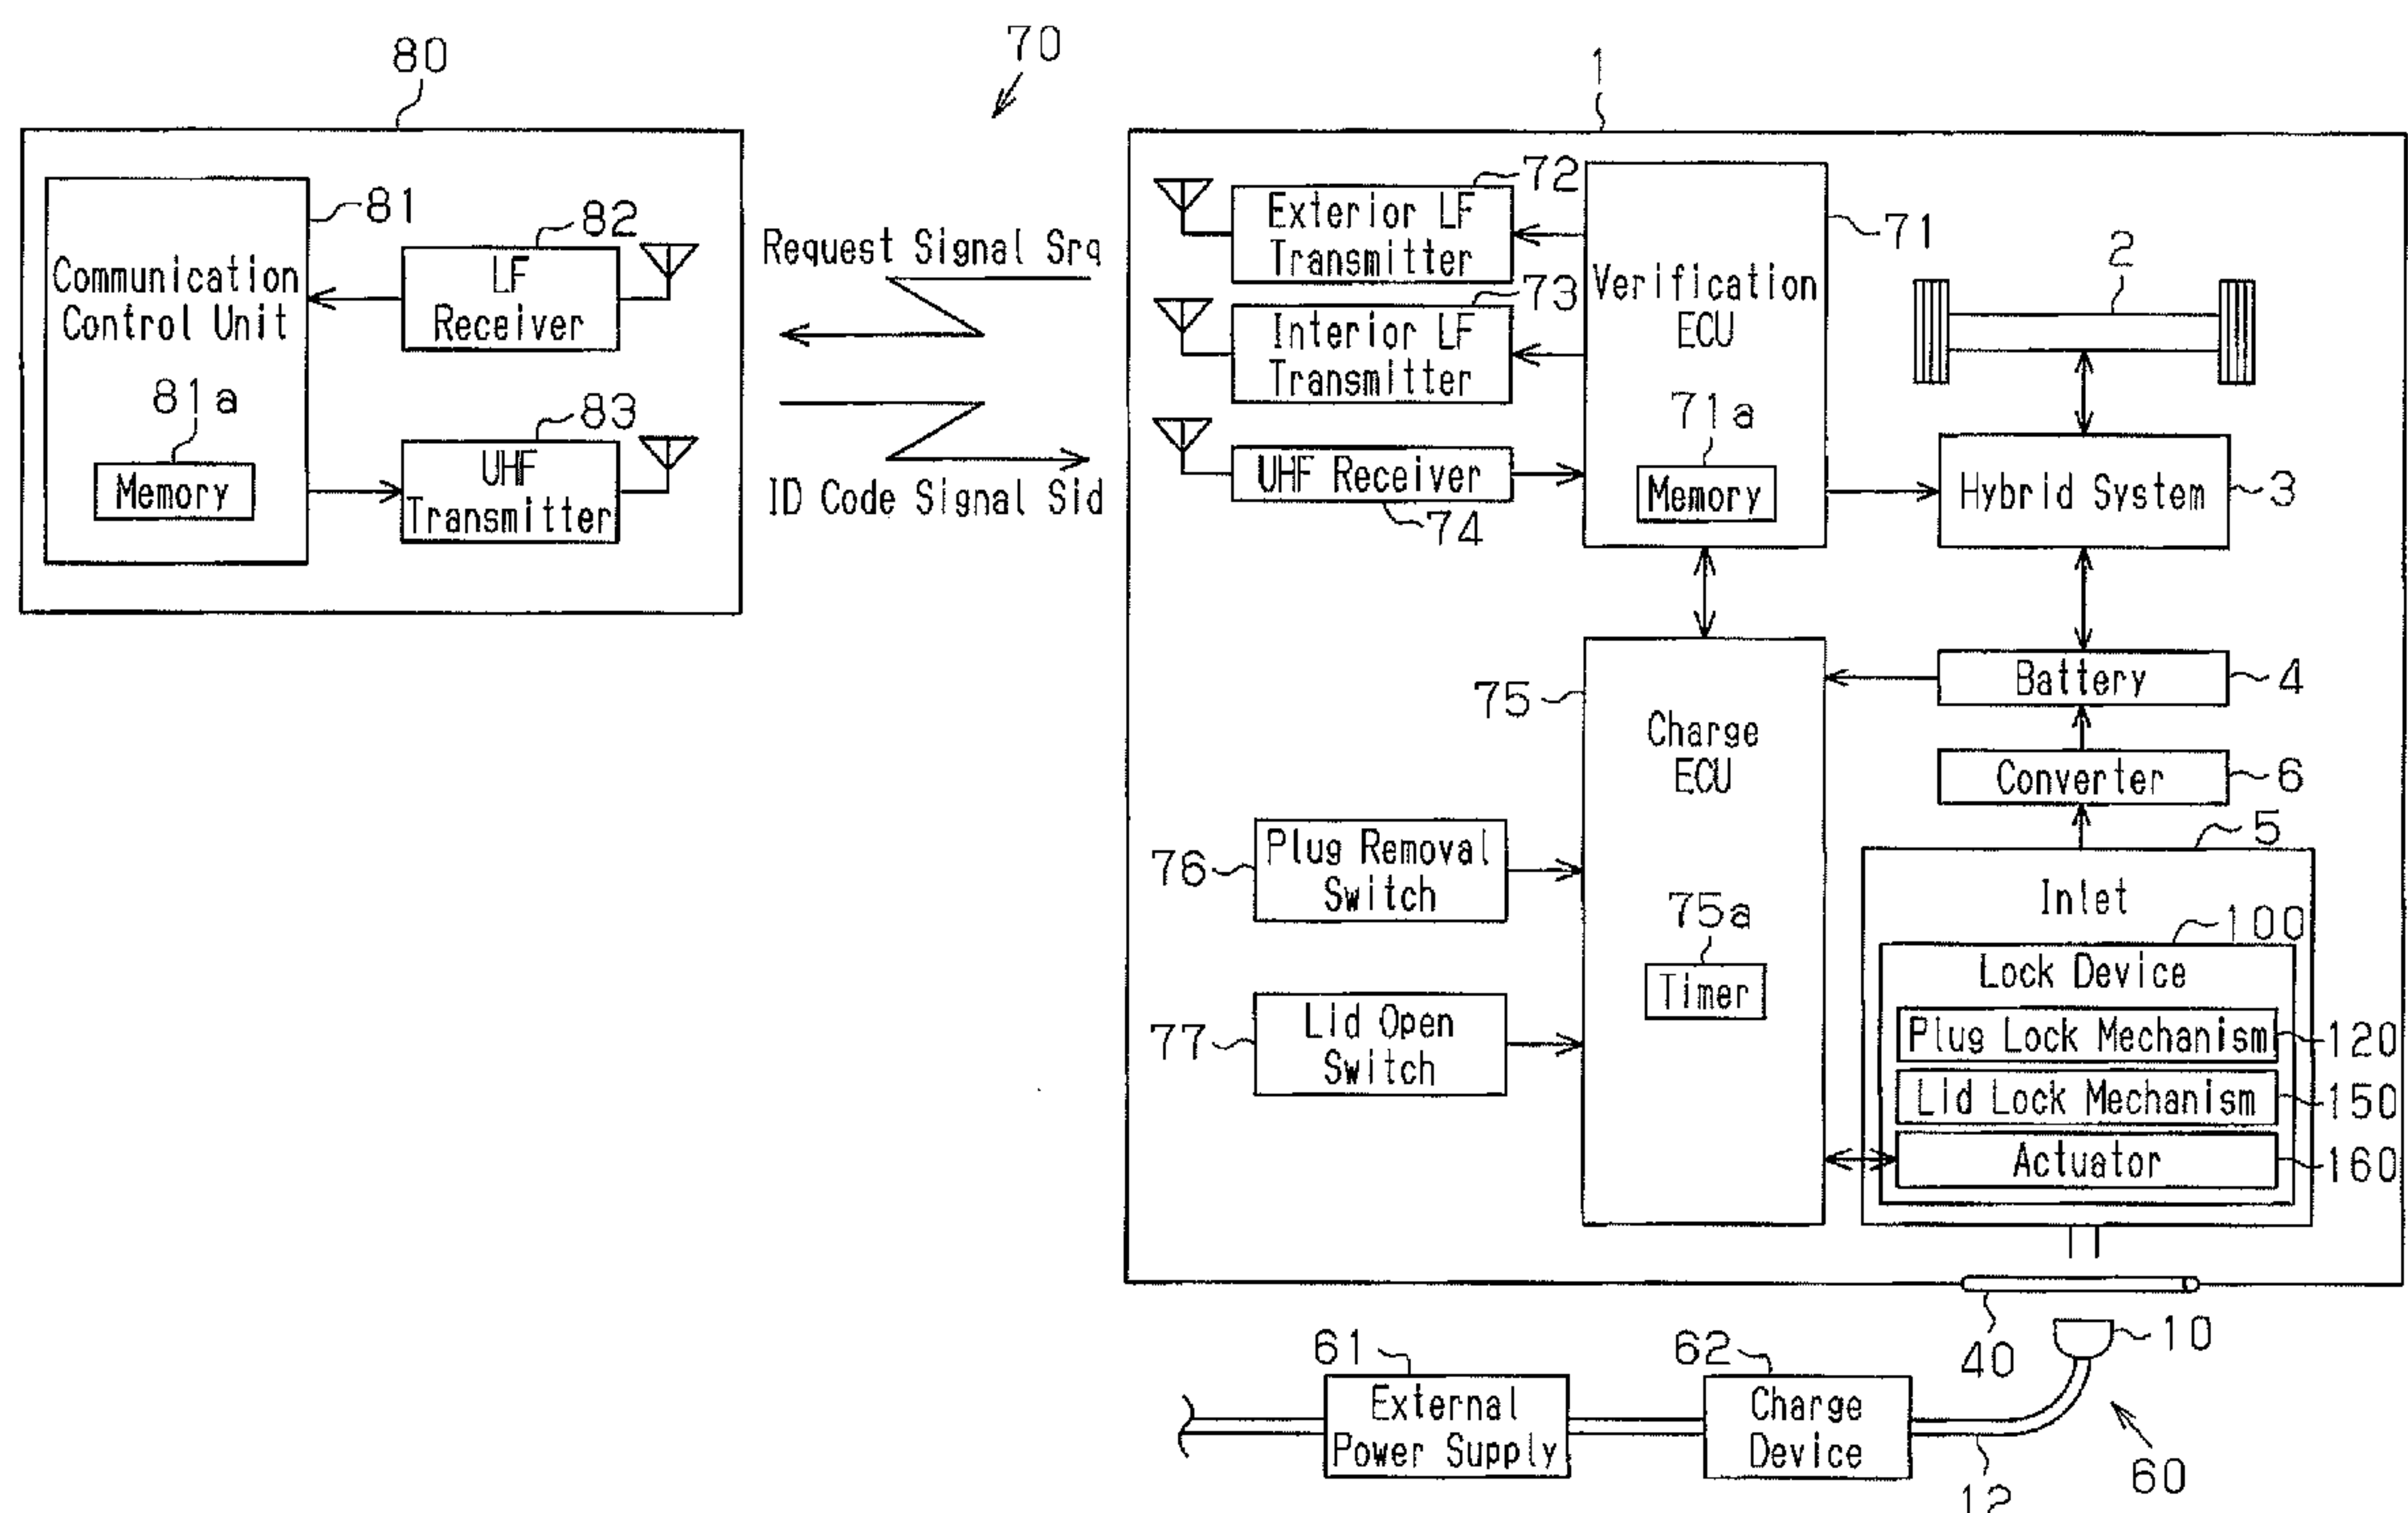 70
80
1
81
82
Communication
Control Unit
LF
Receiver
81a
Memory
83
UHF
Transmitter
Request Signal Srq
ID Code Signal Sid
72
Exterior LF
Transmitter
73
Interior LF
Transmitter
UHF Receiver
74
71
Verification
ECU
71a
Memory
2
Hybrid System
3
Battery
4
Converter
6
75
Charge
ECU
75a
Timer
76
Plug Removal
Switch
77
Lid Open
Switch
5
Inlet
100
Lock Device
Plug Lock Mechanism
120
Lid Lock Mechanism
150
Actuator
160
40
10
61
External
Power Supply
62
Charge
Device
12
60